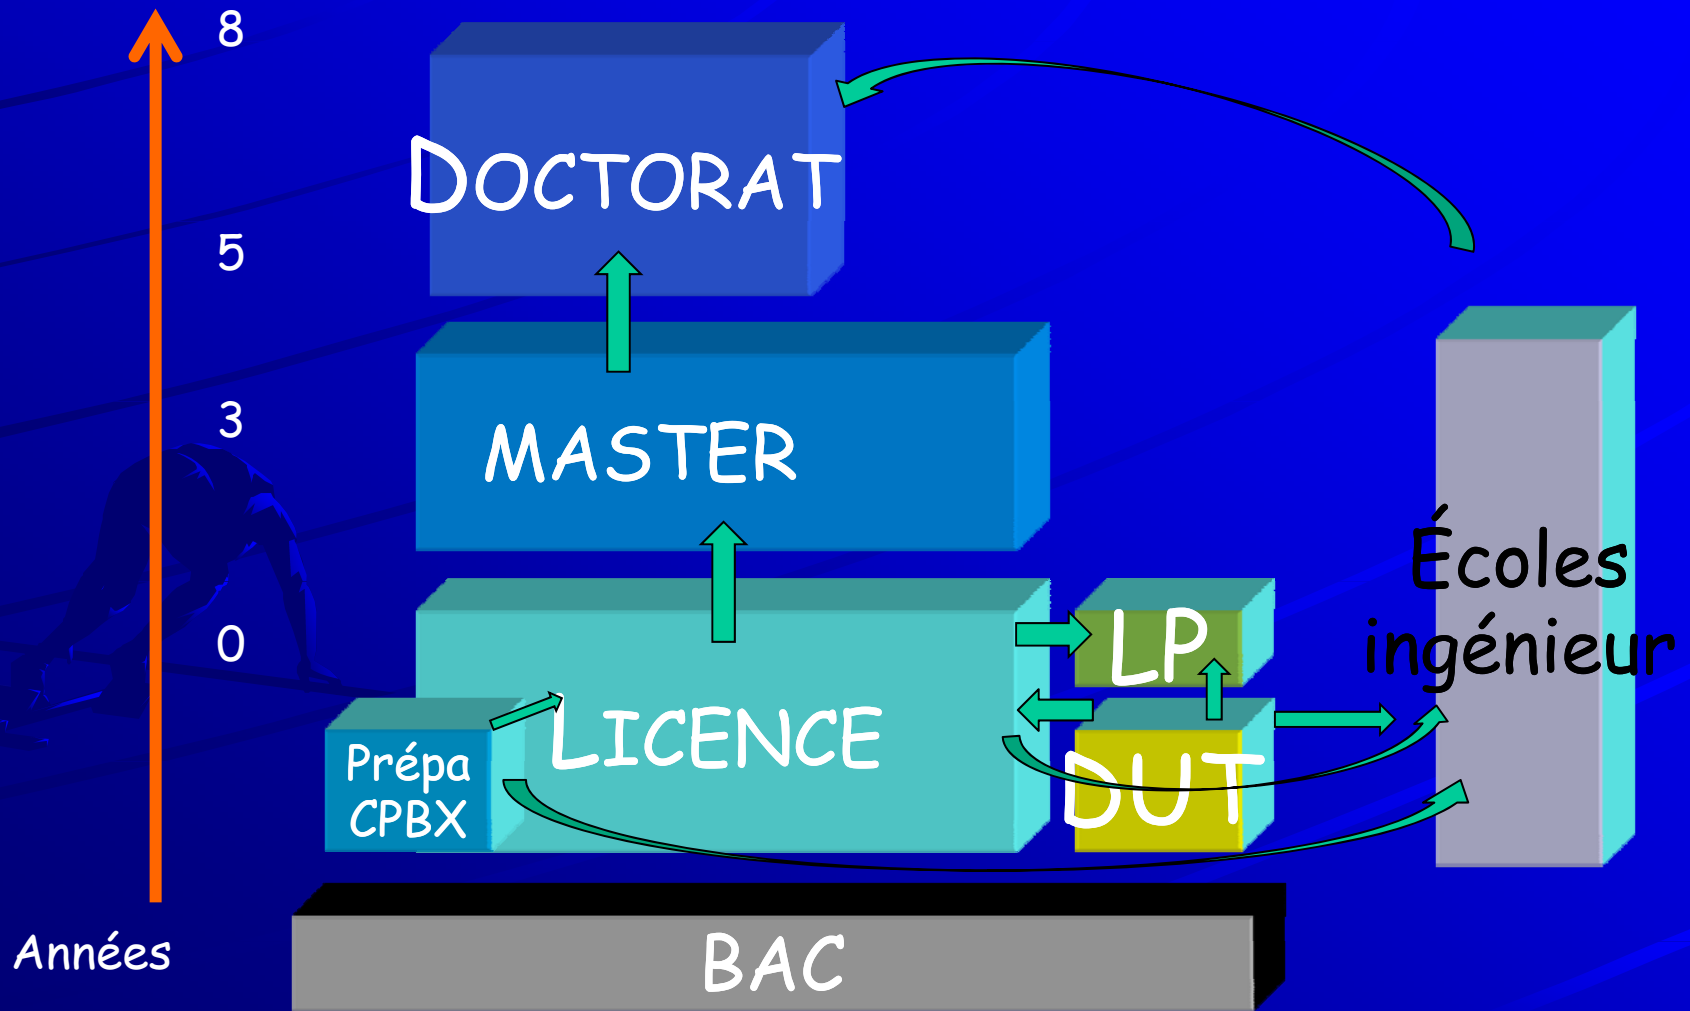 8
DOCTORAT
5
3
MASTER
Écoles
ingénieur
0
LP
LICENCE
Prépa
CPBX
DUT
Années
BAC